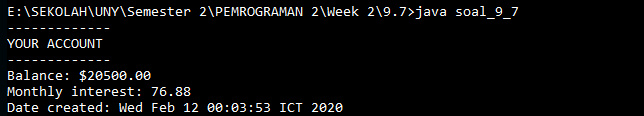 E:\SEKOLAH\UNY\Semester 2\PEMROGRAMAN 2\Week 2\9.7>java soal_9_7
-------------
YOUR ACCOUNT
-------------
Balance: $20500.00
Monthly interest: 76.88
Date created: Wed Feb 12 00:03:53 ICT 2020